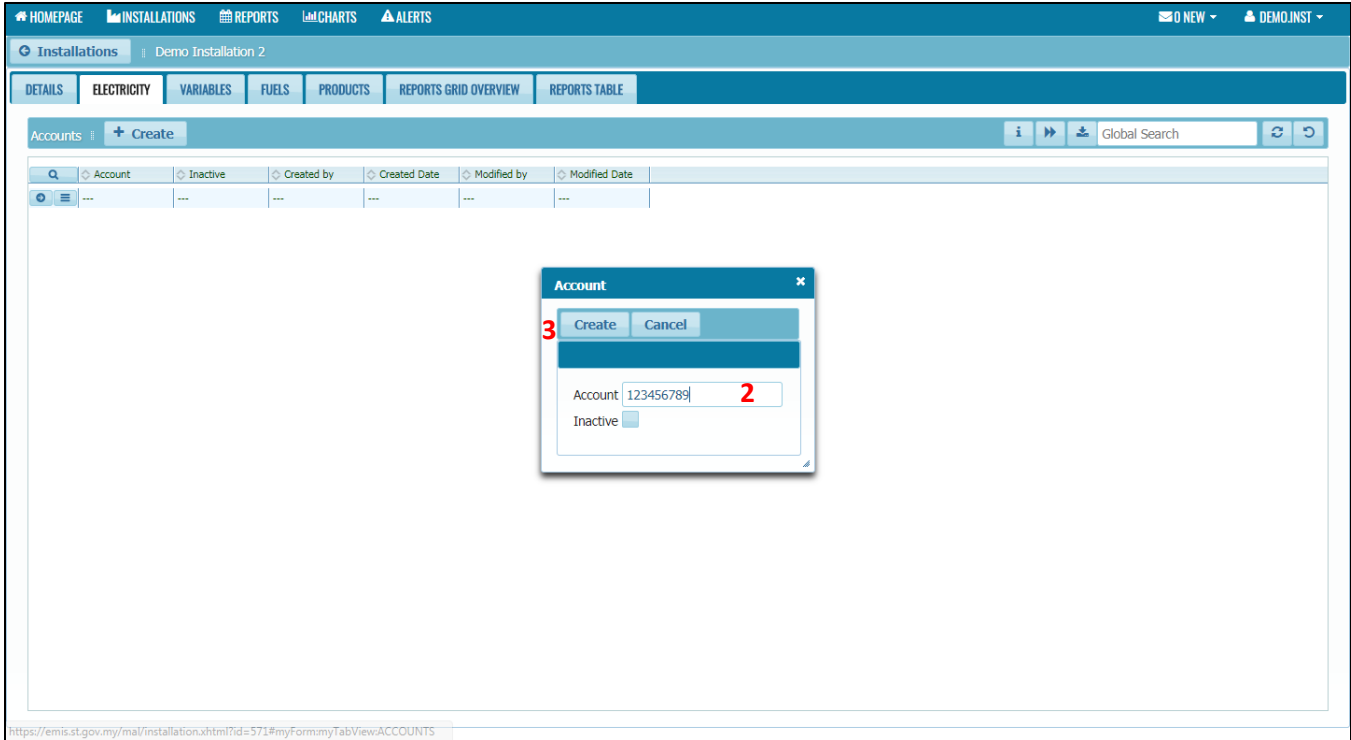 HOMEPAGE INSTALLATIONS REPORTS CHARTS ALERTS 0 NEW DEMO.INST
Installations Demo Installation 2
DETAILS ELECTRICITY VARIABLES FUELS PRODUCTS REPORTS GRID OVERVIEW REPORTS TABLE
Accounts + Create i Global Search
Account Inactive Created by Created Date Modified by Modified Date
--- --- --- --- --- ---
Account
3 Create Cancel
Account 123456789 2
Inactive
https://emis.st.gov.my/mal/installation.xhtml?id=571#myForm:myTabView:ACCOUNTS